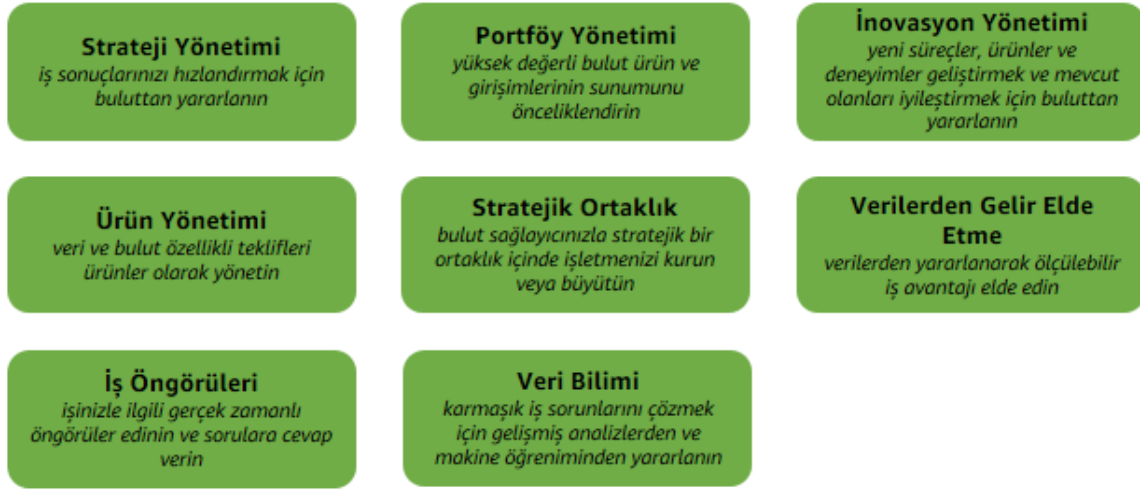 Strateji Yönetimi
iş sonuçlarınızı hızlandırmak için
buluttan yararlanın
Portföy Yönetimi
yüksek değerli bulut ürün ve
girişimlerinin sunumunu
önceliklendirin
İnovasyon Yönetimi
yeni süreçler, ürünler ve
deneyimler geliştirmek ve mevcut
olanları iyileştirmek için buluttan
yararlanın
Ürün Yönetimi
veri ve bulut özellikli teklifleri
ürünler olarak yönetin
Stratejik Ortaklık
bulut sağlayıcınızla stratejik bir
ortaklık içinde işletmenizi kurun
veya büyütün
Verilerden Gelir Elde
Etme
verilerden yararlanarak ölçülebilir
iş avantajı elde edin
İş Öngörüleri
işinizle ilgili gerçek zamanlı
öngörüler edinin ve sorulara cevap
verin
Veri Bilimi
karmaşık iş sorunlarını çözmek
için gelişmiş analizlerden ve
makine öğreniminden yararlanın